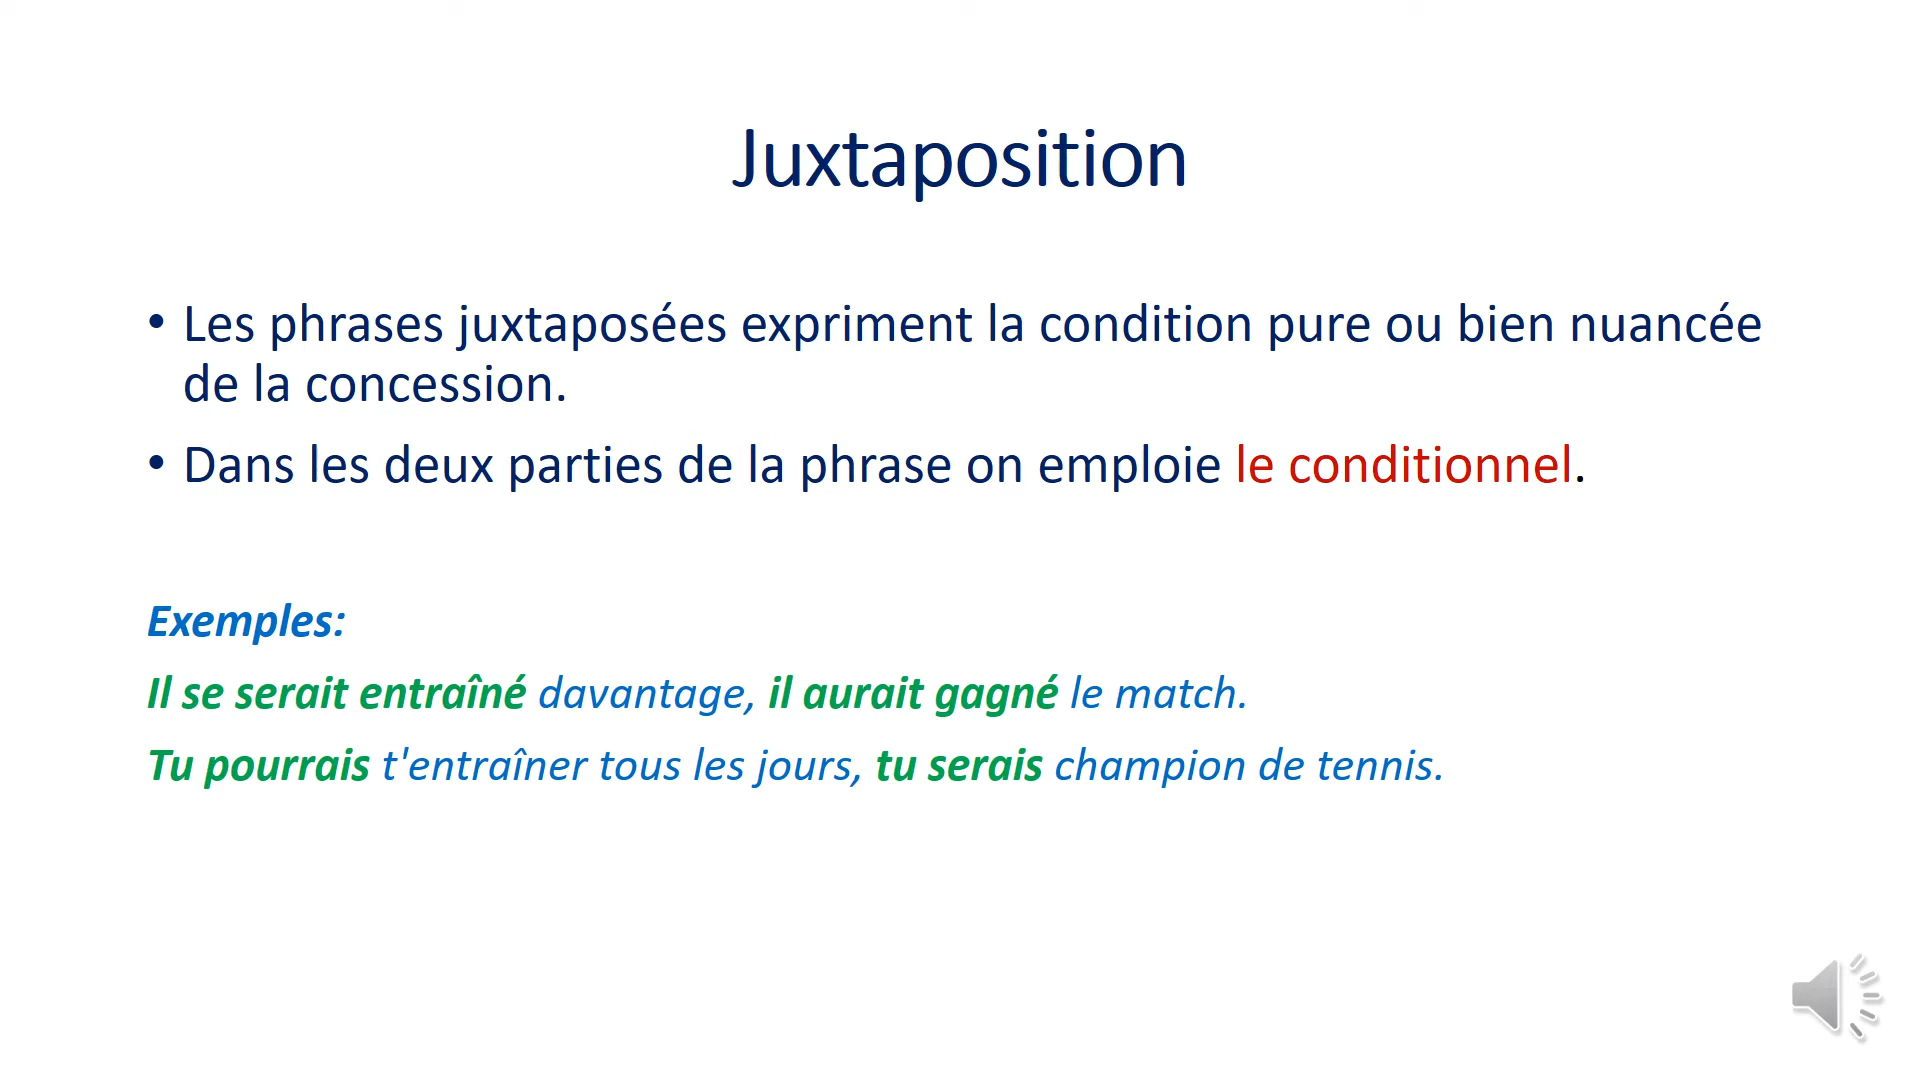 Juxtaposition
• Les phrases juxtaposées expriment la condition pure ou bien nuancée
de la concession.
• Dans les deux parties de la phrase on emploie le conditionnel.
Exemples:
Il se serait entraîné davantage, il aurait gagné le match.
Tu pourrais t'entraîner tous les jours, tu serais champion de tennis.